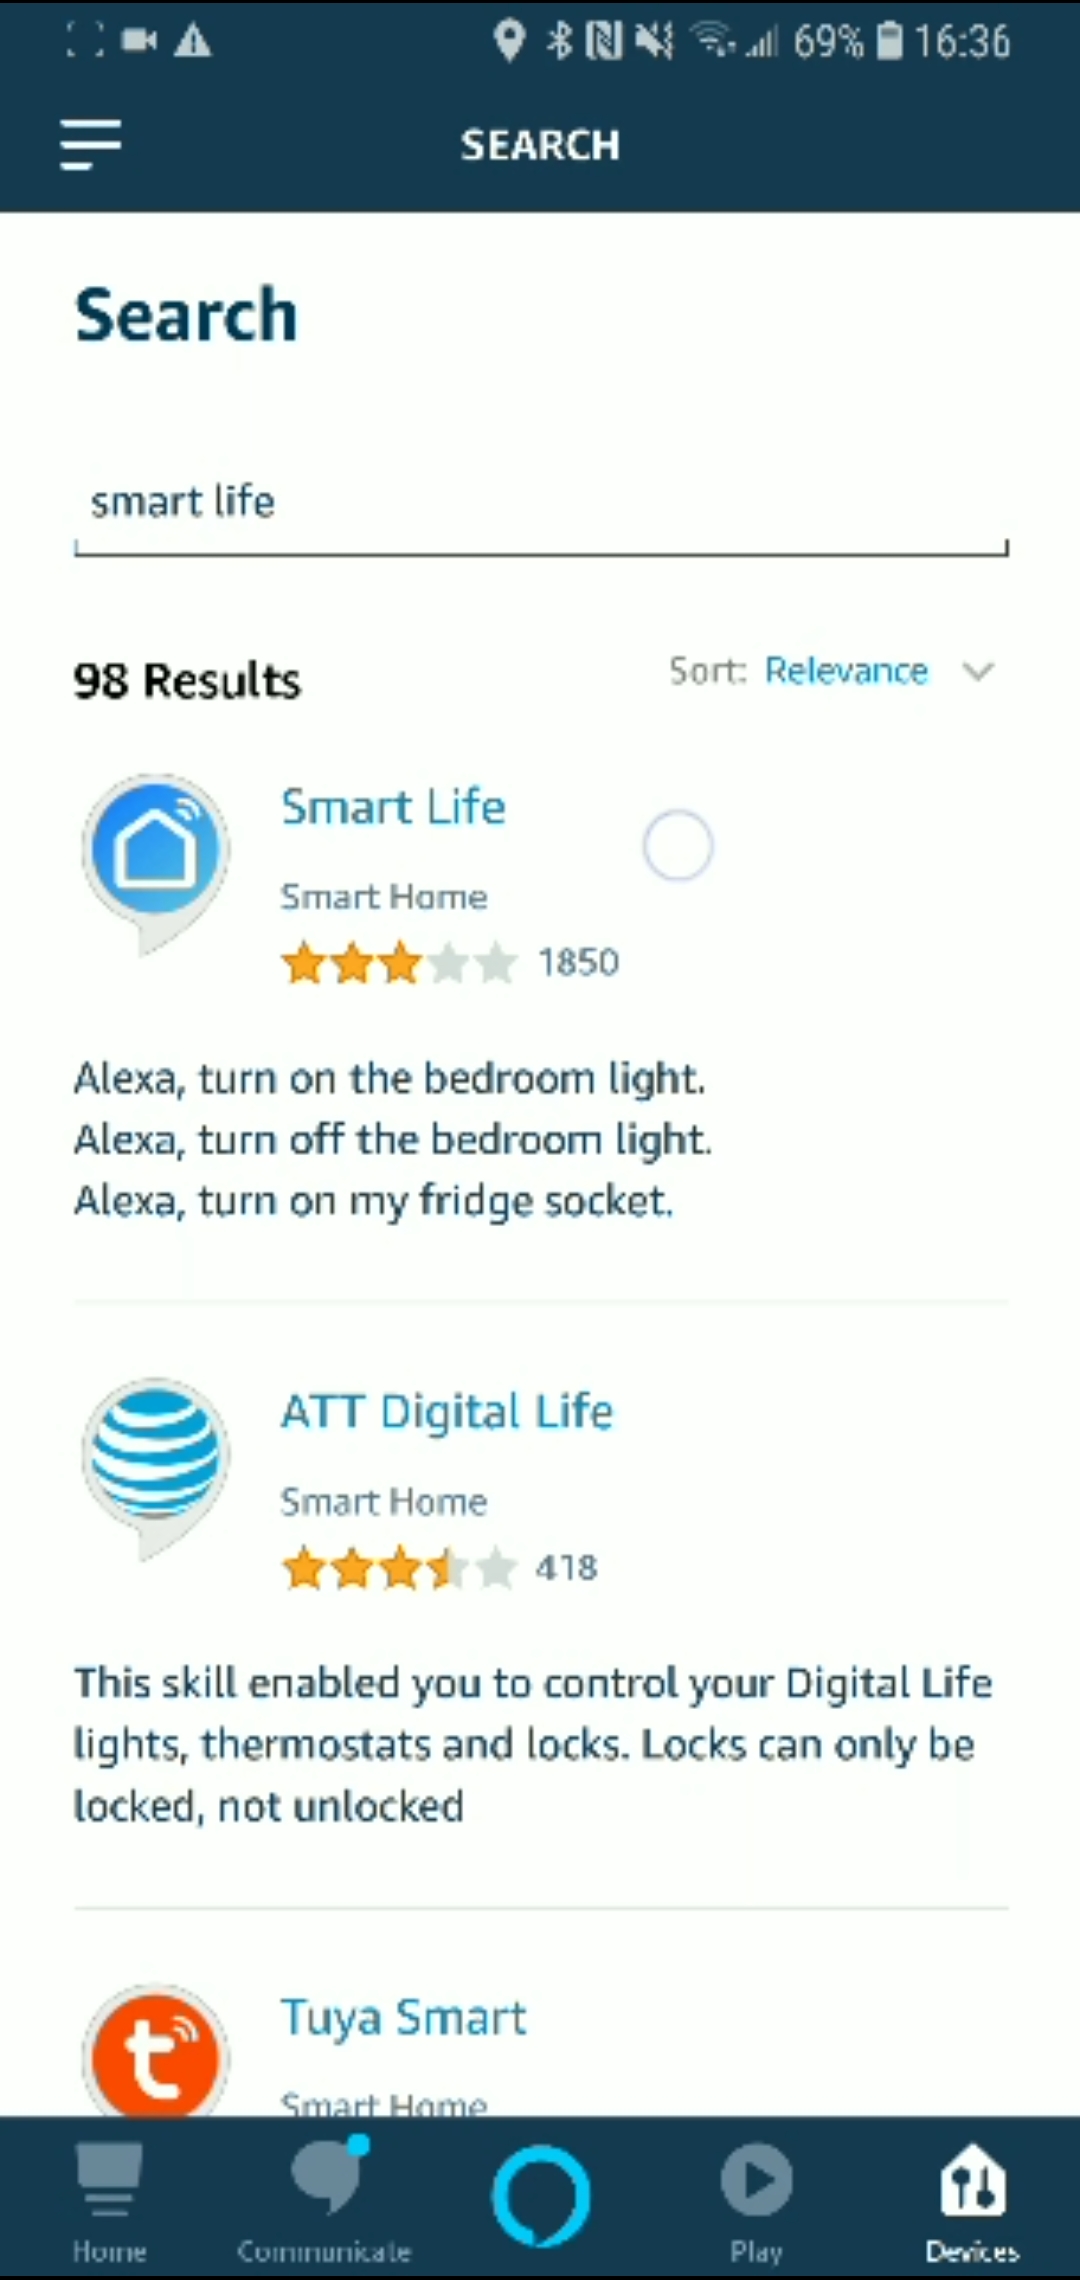 69% 16:36
SEARCH
Search
smart life
98 Results
Sort: Relevance
Smart Life
Smart Home
1850
Alexa, turn on the bedroom light.
Alexa, turn off the bedroom light.
Alexa, turn on my fridge socket.
ATT Digital Life
Smart Home
418
This skill enabled you to control your Digital Life
lights, thermostats and locks. Locks can only be
locked, not unlocked
Tuya Smart
Smart Home
Home Communicate Play Devices